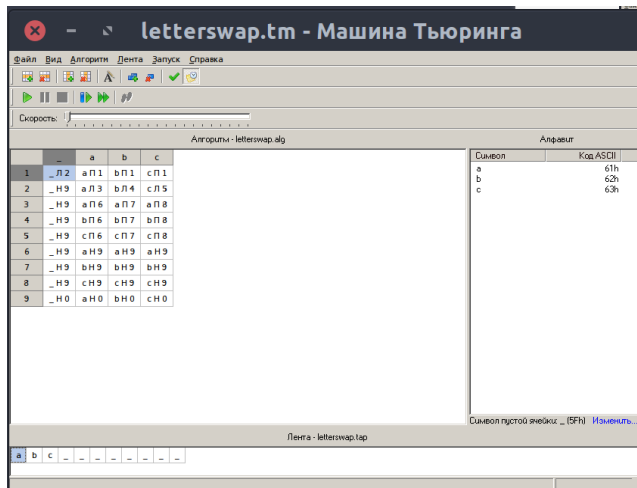 letterswap.tm - Машина Тьюринга
Файл Вид Алгоритм Лента Запуск Справка
Скорость:
Алгоритм - letterswap.alg
Алфавит
_ a b c
Символ Код ASCII
1 _Л2 aП1 bП1 cП1
a 61h
2 _Н9 aЛ3 bЛ4 cЛ5
b 62h
3 _Н9 aП6 aП7 aП8
c 63h
4 _Н9 bП6 bП7 bП8
5 _Н9 cП6 cП7 cП8
6 _Н9 aН9 aН9 aН9
7 _Н9 bН9 bН9 bН9
8 _Н9 cН9 cН9 cН9
9 _Н0 aН0 bН0 cН0
Символ пустой ячейки: _ (5Fh) Изменить...
Лента - letterswap.tap
a b c _ _ _ _ _ _ _ _